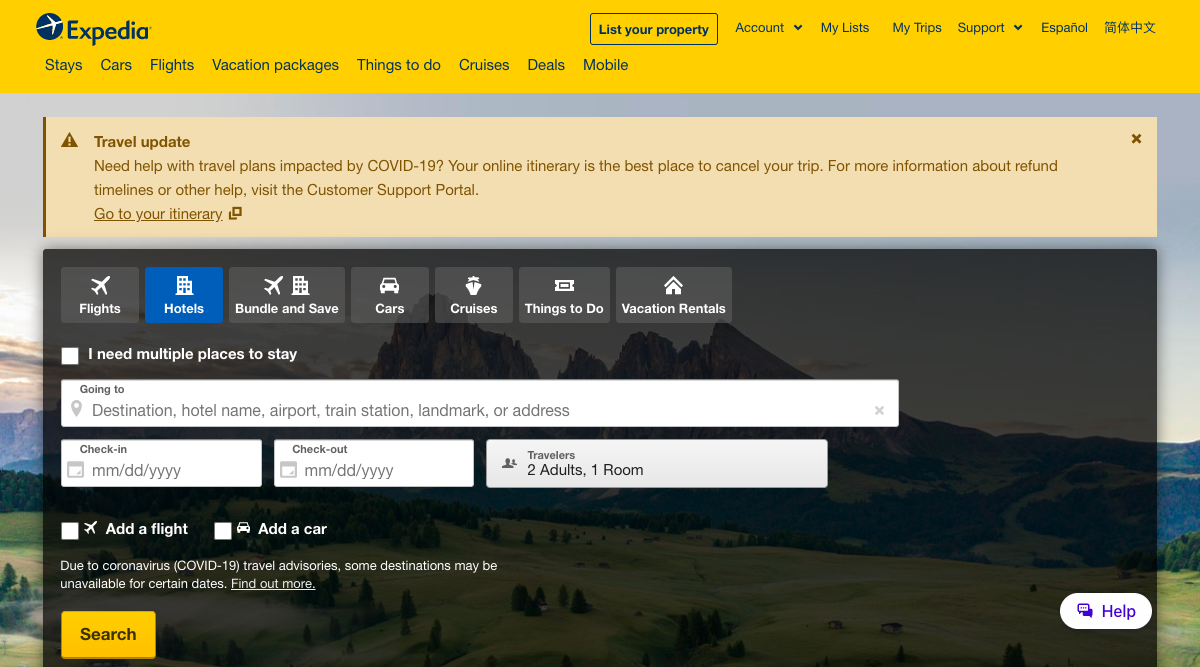 Expedia
List your property
Account
My Lists
My Trips
Support
Español
简体中文
Stays
Cars
Flights
Vacation packages
Things to do
Cruises
Deals
Mobile
Travel update
Need help with travel plans impacted by COVID-19? Your online itinerary is the best place to cancel your trip. For more information about refund
timelines or other help, visit the Customer Support Portal.
Go to your itinerary
Flights
Hotels
Bundle and Save
Cars
Cruises
Things to Do
Vacation Rentals
I need multiple places to stay
Going to
Destination, hotel name, airport, train station, landmark, or address
Check-in
mm/dd/yyyy
Check-out
mm/dd/yyyy
Travelers
2 Adults, 1 Room
Add a flight
Add a car
Due to coronavirus (COVID-19) travel advisories, some destinations may be
unavailable for certain dates. Find out more.
Search
Help